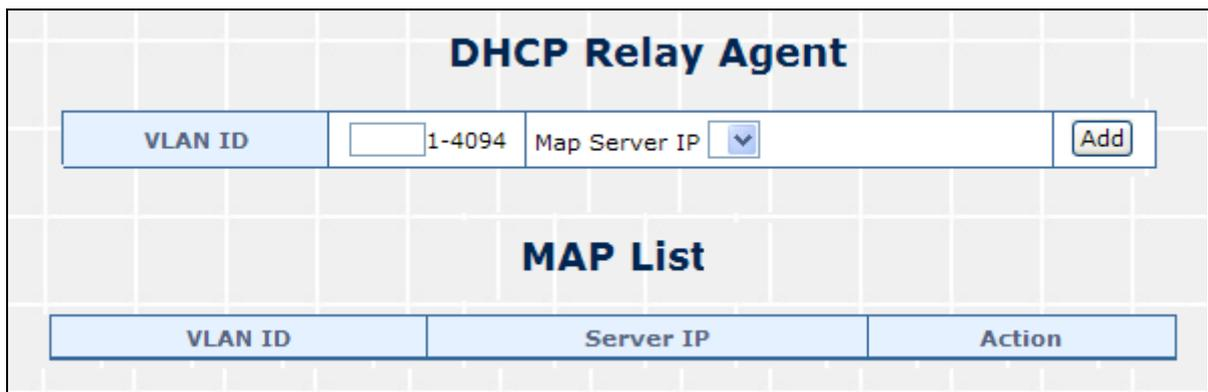 DHCP Relay Agent
VLAN ID 1-4094 Map Server IP Add
MAP List
VLAN ID Server IP Action